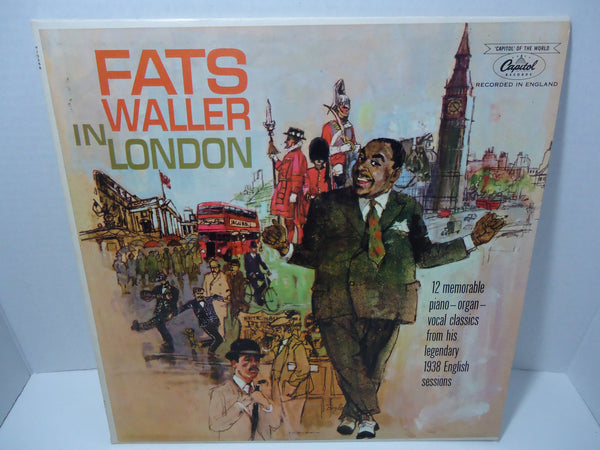 FATS
WALLER
IN LONDON
'CAPITOL' OF THE WORLD
Capitol
RECORDS
RECORDED IN ENGLAND
12 memorable
piano—organ—
vocal classics
from his
legendary
1938 English
sessions